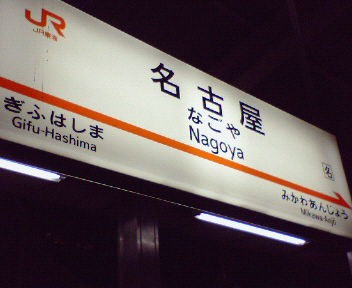 JR
JR東海
名古屋
なごや
Nagoya
ぎふはしま
Gifu-Hashima
名
みかわあんじょう
Mikawa-Anjō